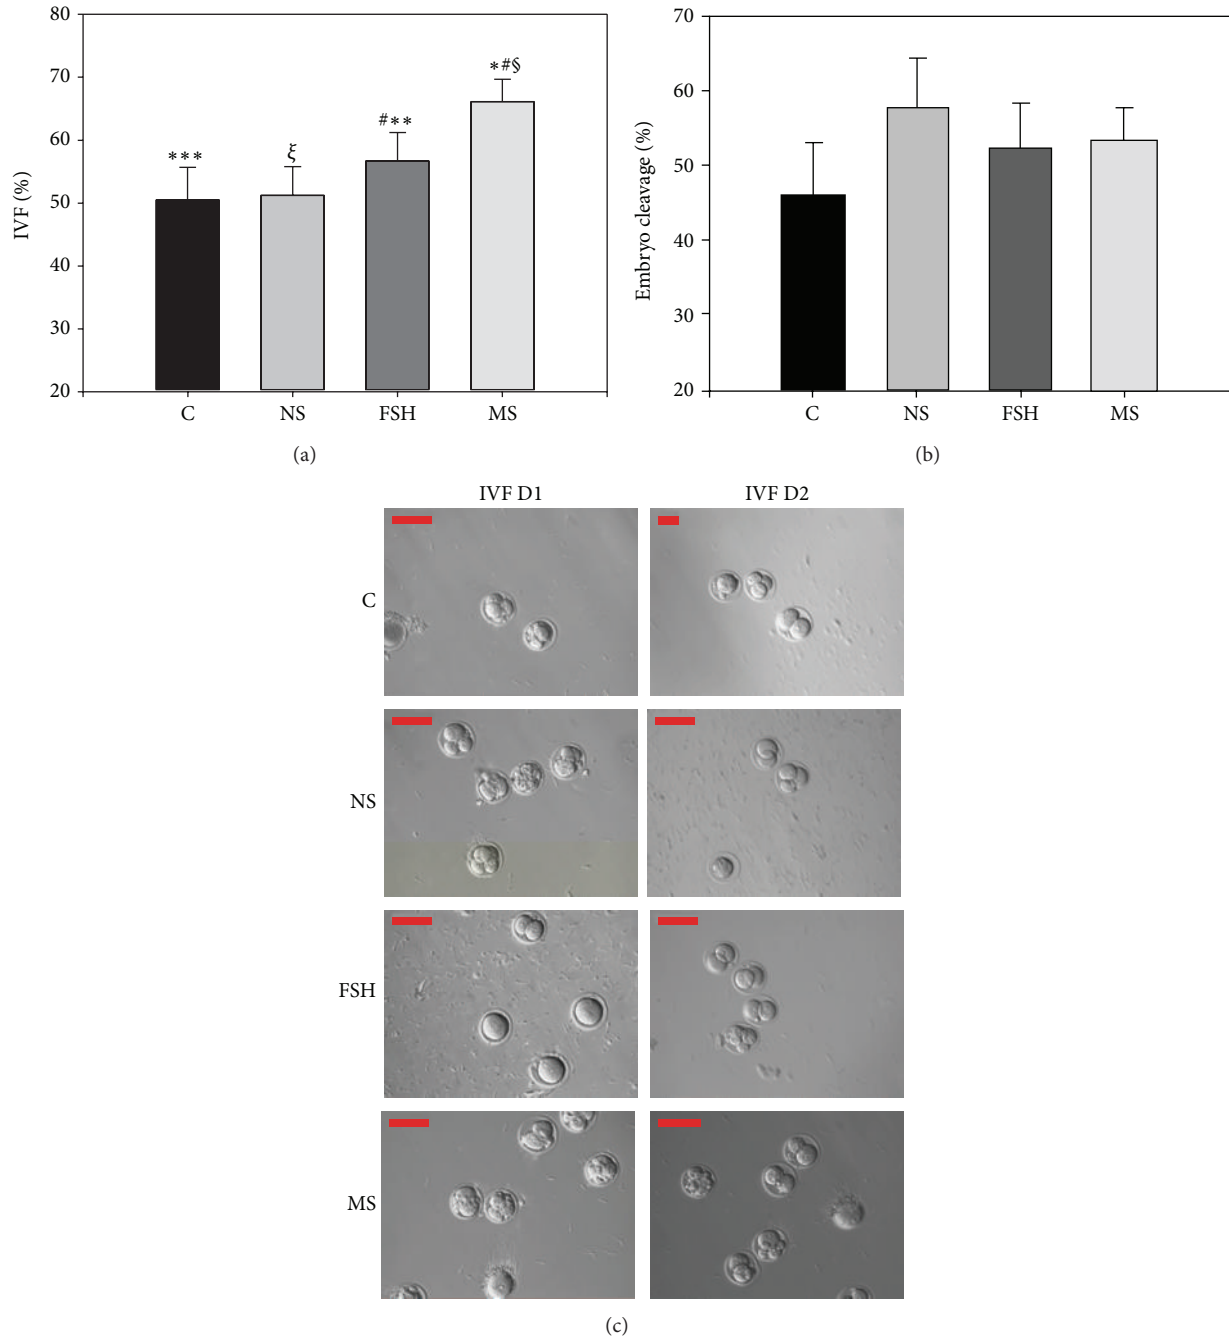 80
70
60
50
40
30
20
IVF (%)
***
ξ
#**
*#§
C NS FSH MS
(a)
70
60
50
40
30
20
Embryo cleavage (%)
C NS FSH MS
(b)
IVF D1 IVF D2
C
NS
FSH
MS
(c)